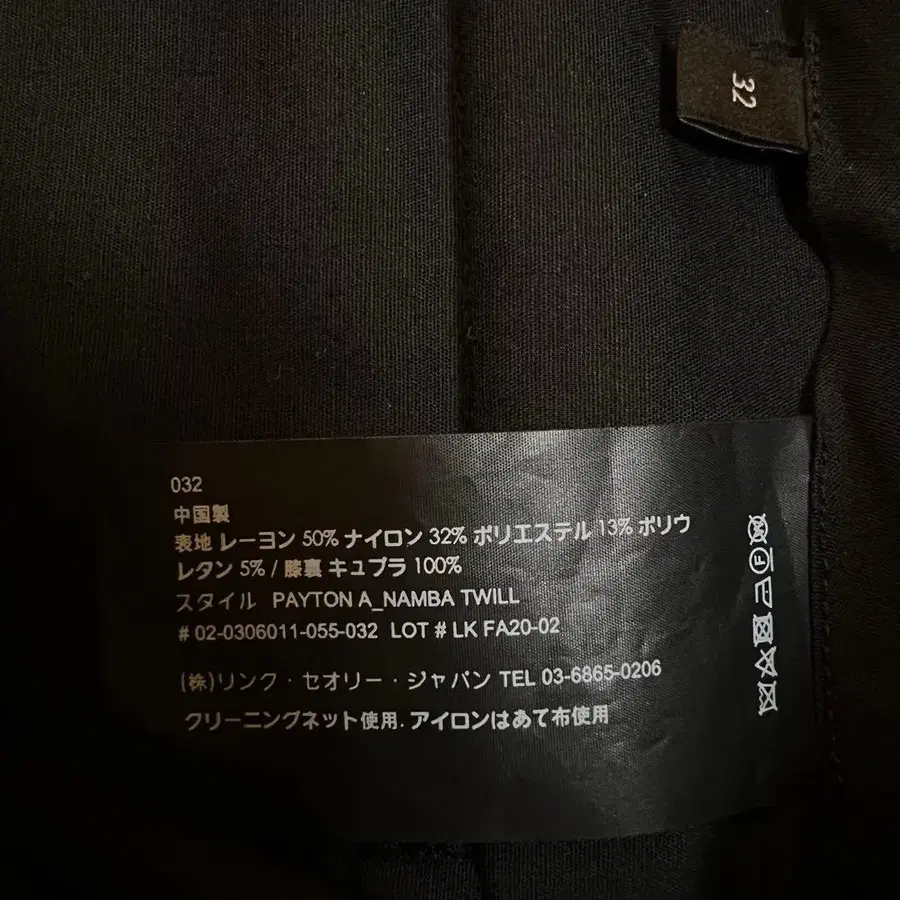 32
032
中国製
表地 レーヨン 50% ナイロン 32% ポリエステル 13% ポリウ
レタン 5% / 膝裏 キュプラ 100%
スタイル PAYTON A_NAMBA TWILL
# 02-0306011-055-032 LOT # LK FA20-02
(株)リンク・セオリー・ジャパン TEL 03-6865-0206
クリーニングネット使用. アイロンはあて布使用
F